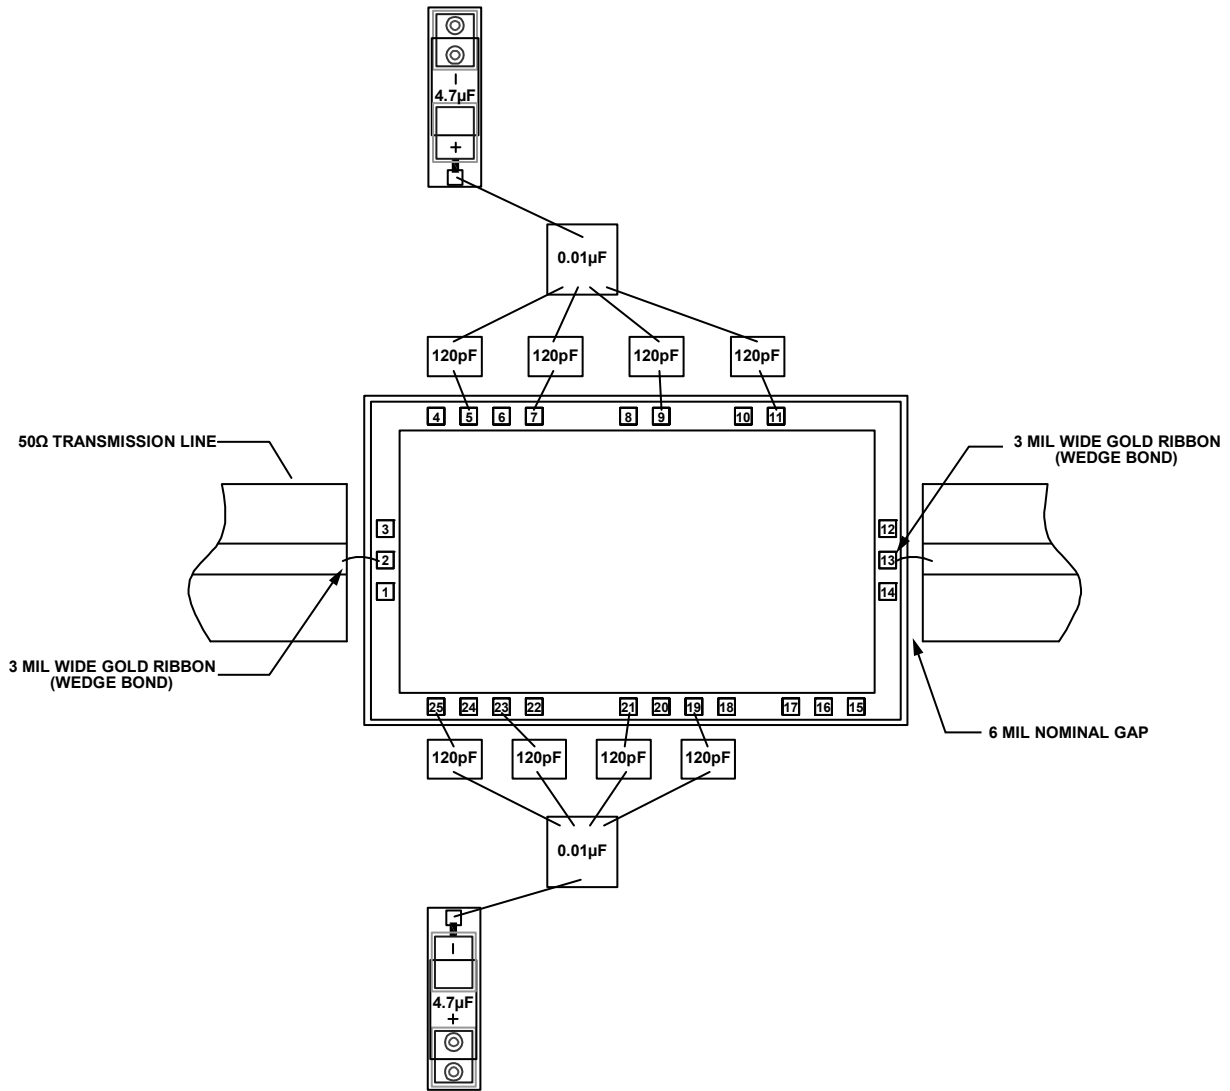 –
4.7µF
+
0.01µF
120pF 120pF 120pF 120pF
4 5 6 7 8 9 10 11
50Ω TRANSMISSION LINE
3 MIL WIDE GOLD RIBBON
(WEDGE BOND)
3 12
2 13
1 14
3 MIL WIDE GOLD RIBBON
(WEDGE BOND)
25 24 23 22 21 20 19 18 17 16 15
6 MIL NOMINAL GAP
120pF 120pF 120pF 120pF
0.01µF
–
4.7µF
+